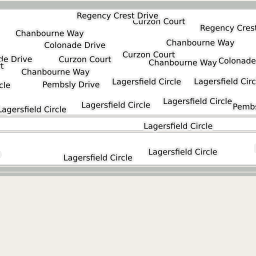 Regency Crest Drive
Curzon Court
Regency Crest
Chanbourne Way
Chanbourne Way
Colonade Drive
Curzon Court
Colonade
de Drive
Curzon Court
Chanbourne Way
Chanbourne Way
Lagersfield Circle
Lagersfield Circ
cle
Pembsly Drive
Lagersfield Circle
Pembs
Lagersfield Circle
Lagersfield Circle
Lagersfield Circle
Lagersfield Circle
Lagersfield Circle